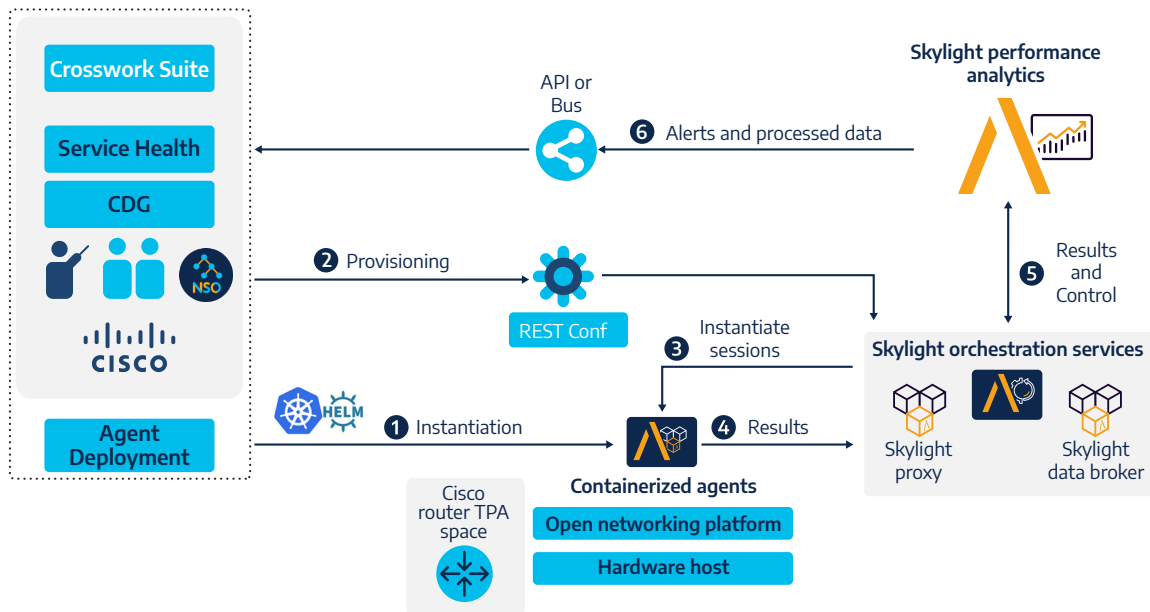 Crosswork Suite
Service Health
CDG
NSO
CISCO
Agent
Deployment
API or
Bus
6 Alerts and processed data
Skylight performance
analytics
2 Provisioning
REST Conf
5
Results
and
Control
3
Instantiate
sessions
Skylight orchestration services
Skylight
proxy
Skylight
data broker
HELM
1 Instantiation
4 Results
Containerized agents
Cisco
router TPA
space
Open networking platform
Hardware host